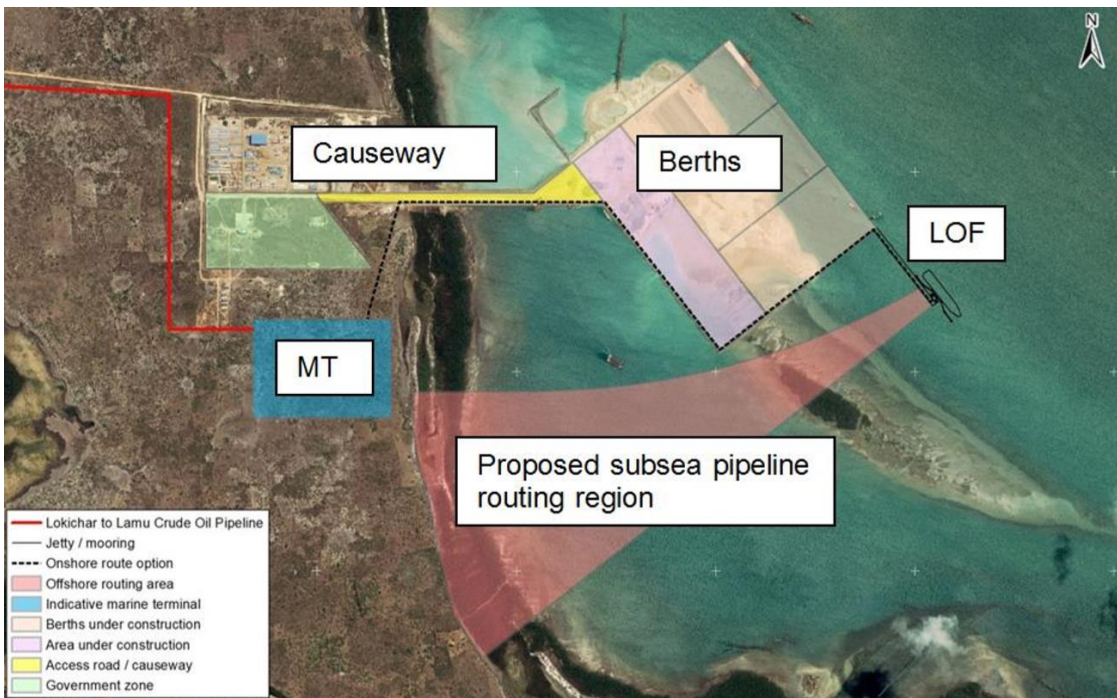 N
Causeway
Berths
LOF
MT
Proposed subsea pipeline
routing region
Lokichar to Lamu Crude Oil Pipeline
Jetty / mooring
Onshore route option
Offshore routing area
Indicative marine terminal
Berths under construction
Area under construction
Access road / causeway
Government zone